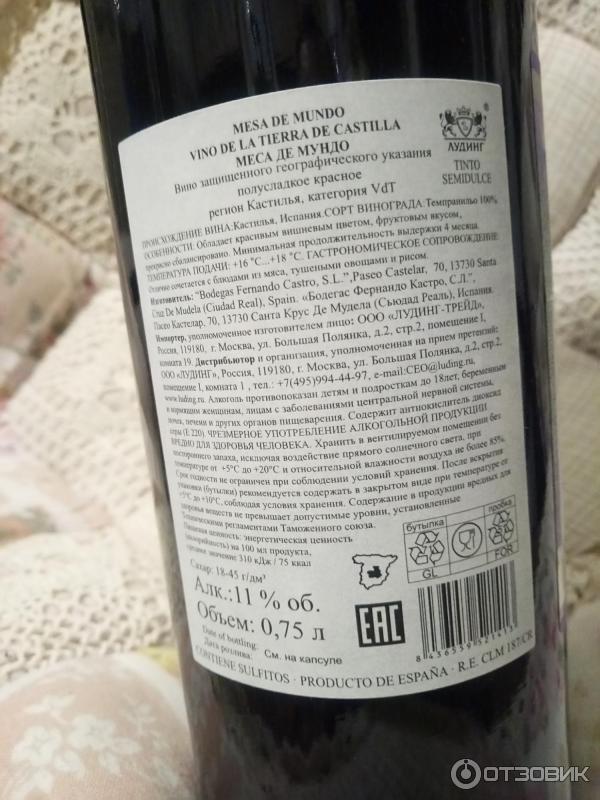 MESA DE MUNDO
VINO DE LA TIERRA DE CASTILLA
МЕСА ДЕ МУНДО
Вино защищенного географического указания
полусладкое красное
регион Кастилья, категория VdT
ЛУДИНГ
TINTO
SEMIDULCE
ПРОИСХОЖДЕНИЕ ВИНА:Кастилья, Испания.СОРТ ВИНОГРАДА:Темпранильо 100%
ОСОБЕННОСТИ: Обладает красивым вишневым цветом, фруктовым вкусом,
прекрасно сбалансировано. Минимальная продолжительность выдержки 4 месяца.
ТЕМПЕРАТУРА ПОДАЧИ: +16 °С...+18 °С. ГАСТРОНОМИЧЕСКОЕ СОПРОВОЖДЕНИЕ
Отлично сочетается с блюдами из мяса, тушеными овощами и рисом.
Изготовитель: "Bodegas Fernando Castro, S.L.",Paseo Castelar, 70, 13730 Santa
Cruz De Mudela (Ciudad Real), Spain. «Бодегас Фернандо Кастро, С.Л.",
Пасео Кастелар, 70, 13730 Санта Крус Де Мудела (Сьюдад Реаль), Испания.
Импортер, уполномоченное изготовителем лицо: ООО «ЛУДИНГ-ТРЕЙД»,
Россия, 119180, г. Москва, ул. Большая Полянка, д.2, стр.2, помещение I,
комната 19. Дистрибьютор и организация, уполномоченная на прием претензий:
ООО «ЛУДИНГ», Россия, 119180, г. Москва, ул. Большая Полянка, д.2, стр.2,
помещение I, комната 1 , тел.: +7(495)994-44-97, e-mail:CEO@luding.ru,
www.luding.ru. Алкоголь противопоказан детям и подросткам до 18лет, беременным
и кормящим женщинам, лицам с заболеваниями центральной нервной системы,
почек, печени и других органов пищеварения. Содержит антиокислитель диоксид
серы (Е 220). ЧРЕЗМЕРНОЕ УПОТРЕБЛЕНИЕ АЛКОГОЛЬНОЙ ПРОДУКЦИИ
ВРЕДНО ДЛЯ ЗДОРОВЬЯ ЧЕЛОВЕКА. Хранить в вентилируемом помещении без
постороннего запаха, исключая воздействие прямого солнечного света, при
температуре от +5°С до +20°С и относительной влажности воздуха не более 85%.
Срок годности не ограничен при соблюдении условий хранения. После вскрытия
упаковки (бутылки) рекомендуется содержать в закрытом виде при температуре от
+5°С до +10°С, соблюдая условия хранения. Содержание в продукции вредных для
здоровья веществ не превышает допустимые уровни, установленные
Техническими регламентами Таможенного союза.
Пищевая ценность: энергетическая ценность
(калорийность) на 100 мл продукта,
среднее значение 310 кДж / 75 ккал
Сахар: 18-45 г/дм³
Алк.:11 % об.
Объем: 0,75 л
Date of bottling:
Дата розлива: См. на капсуле
бутылка
пробка
GL
FOR
EAC
CONTIENE SULFITOS · PRODUCTO DE ESPAÑA · R.E. CLM 187/CR
ОТЗОВИК